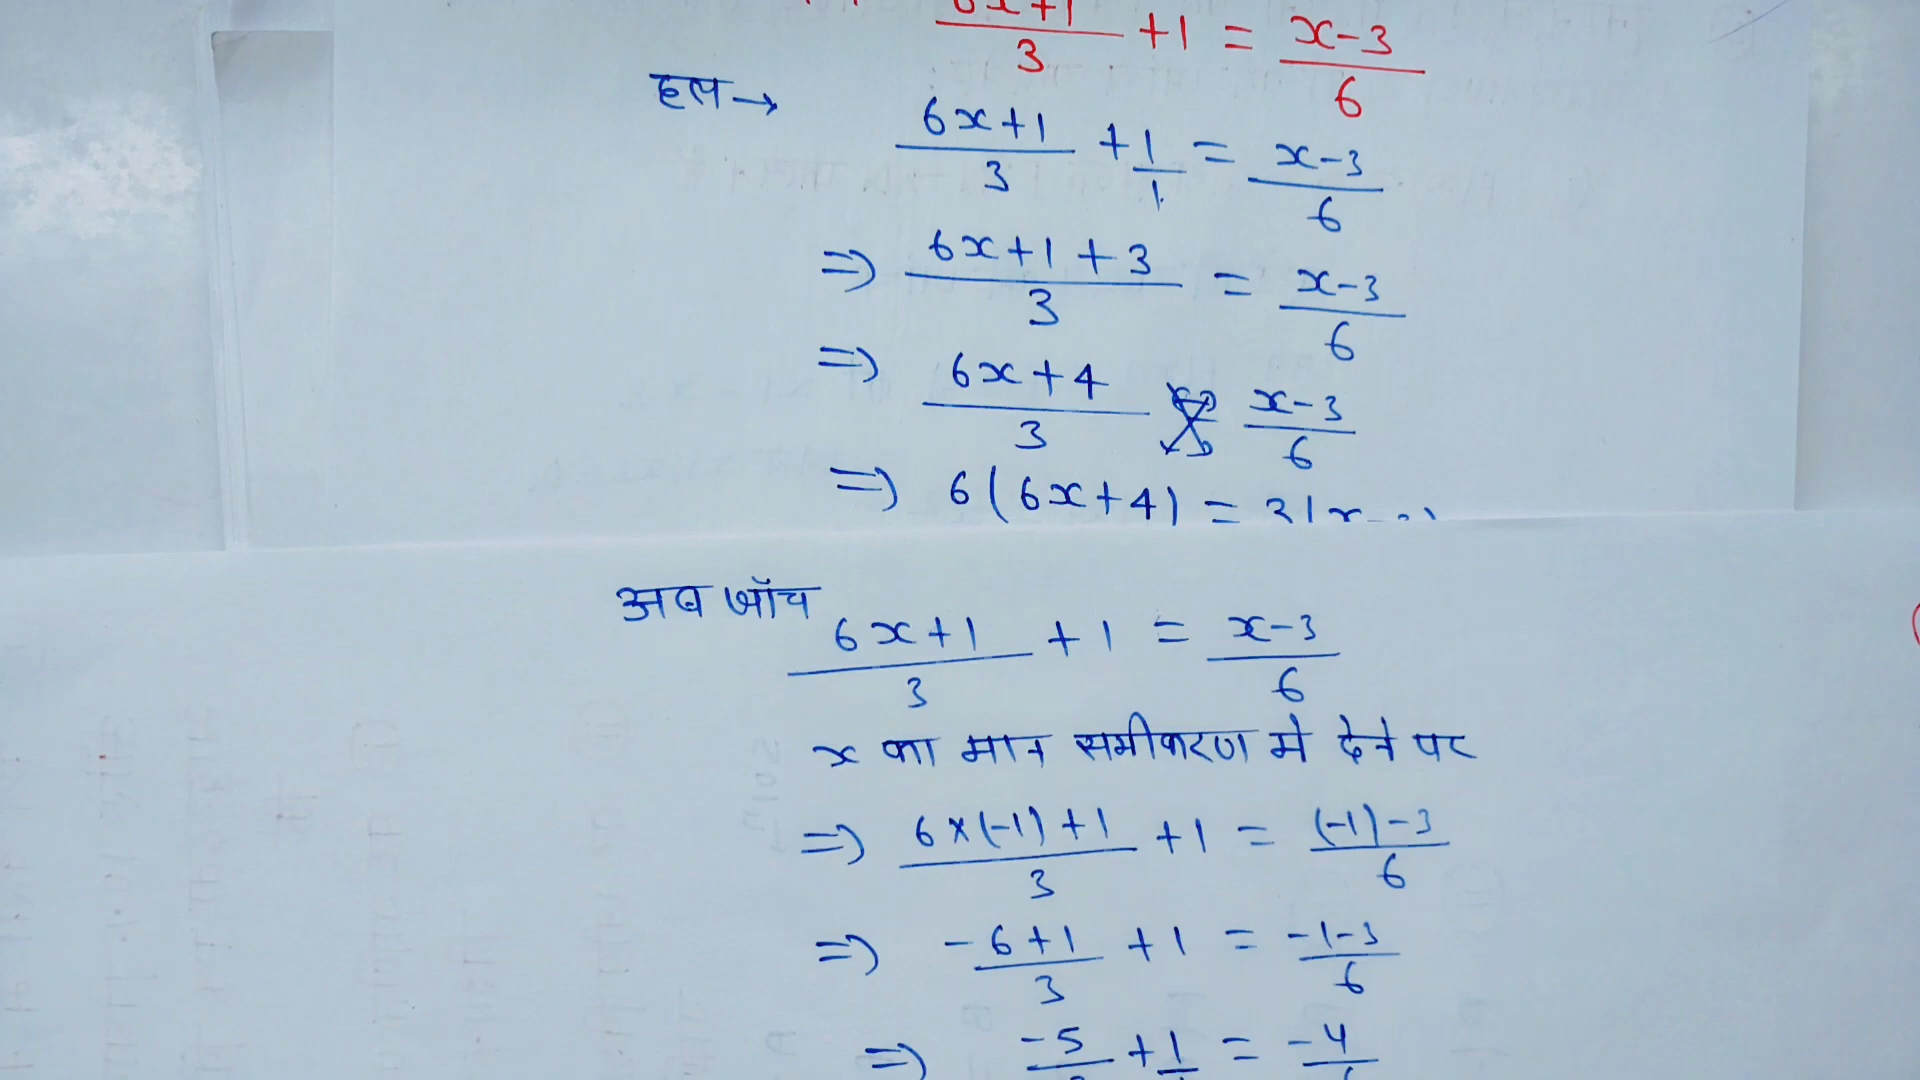 6x+1/3 +1 = x-3/6
हल→ 6x+1/3 + 1/1 = x-3/6
⇒ 6x+1+3/3 = x-3/6
⇒ 6x+4/3 = x-3/6
⇒ 6(6x+4) =
अब जॉच
6x+1/3 + 1 = x-3/6
x का मान समीकरण मे देने पर
⇒ 6×(-1)+1/3 +1 = (-1)-3/6
⇒ -6+1/3 +1 = -1-3/6
⇒ -5 + 1 = -4